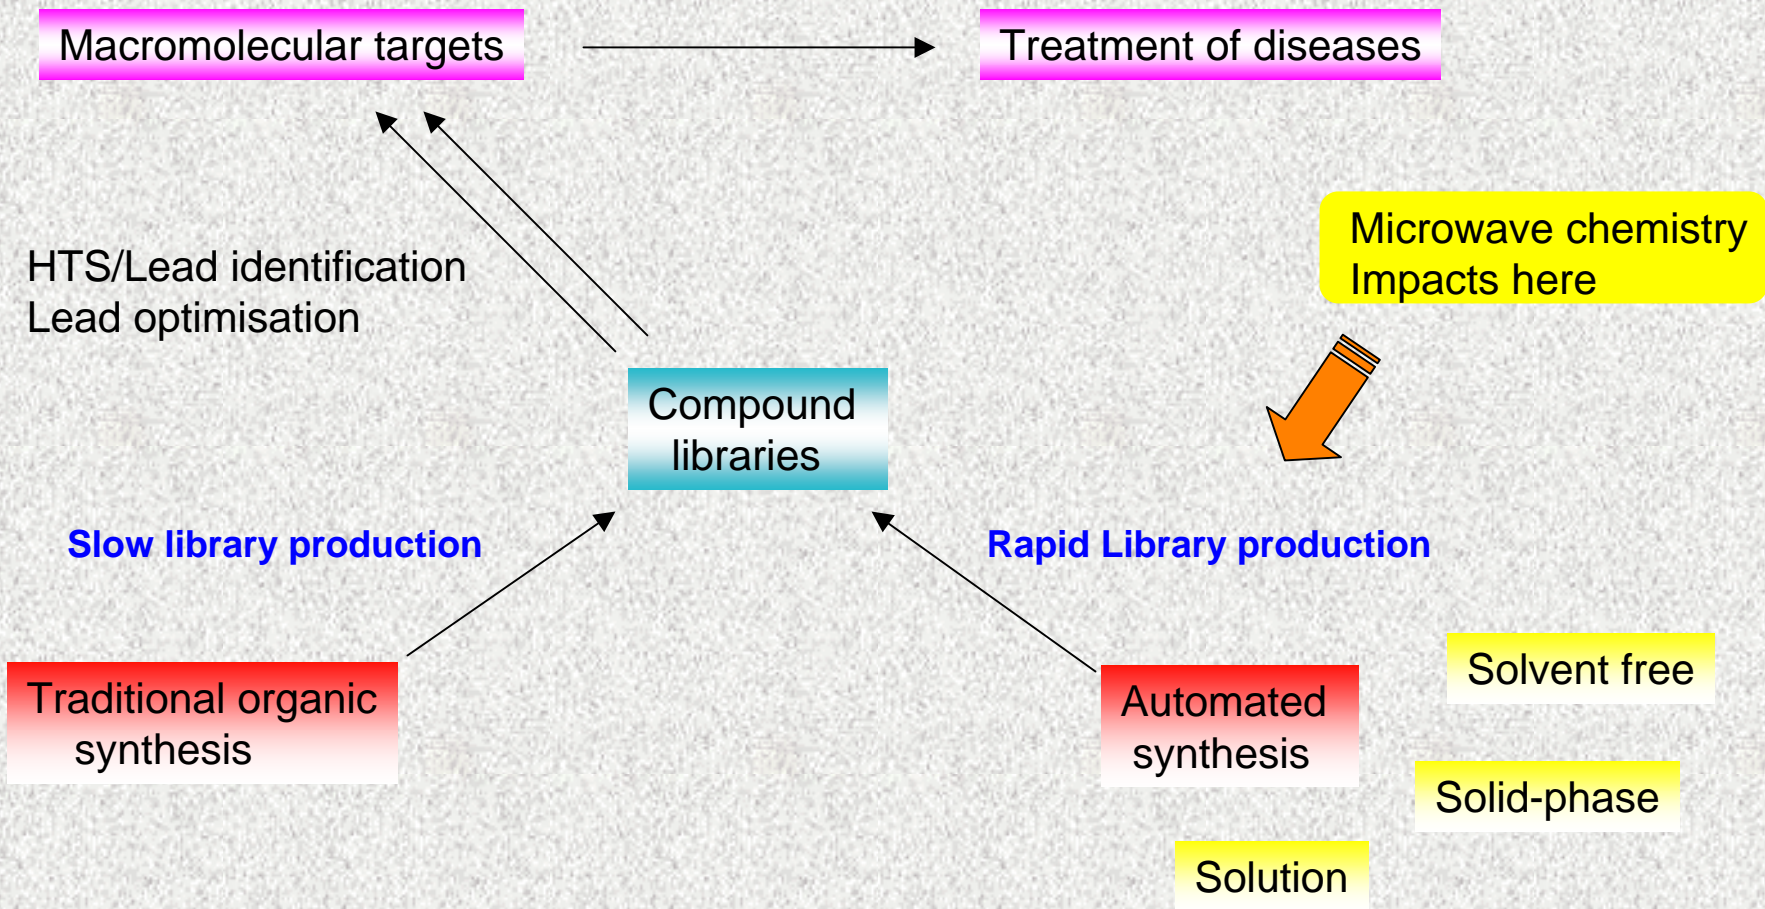 Macromolecular targets
Treatment of diseases
Microwave chemistry
Impacts here
HTS/Lead identification
Lead optimisation
Compound
libraries
Slow library production
Rapid Library production
Traditional organic
synthesis
Automated
synthesis
Solvent free
Solid-phase
Solution